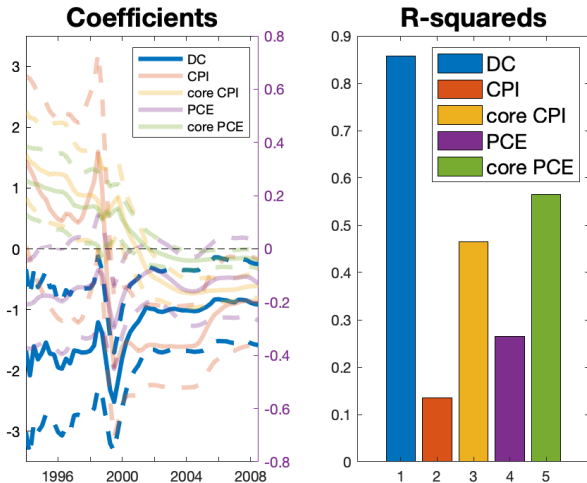 Coefficients
R-squareds
3
2
1
0
-1
-2
-3
DC
CPI
core CPI
PCE
core PCE
0.8
0.6
0.4
0.2
0
-0.2
-0.4
-0.6
-0.8
1996
2000
2004
2008
0.9
0.8
0.7
0.6
0.5
0.4
0.3
0.2
0.1
0
DC
CPI
core CPI
PCE
core PCE
1
2
3
4
5